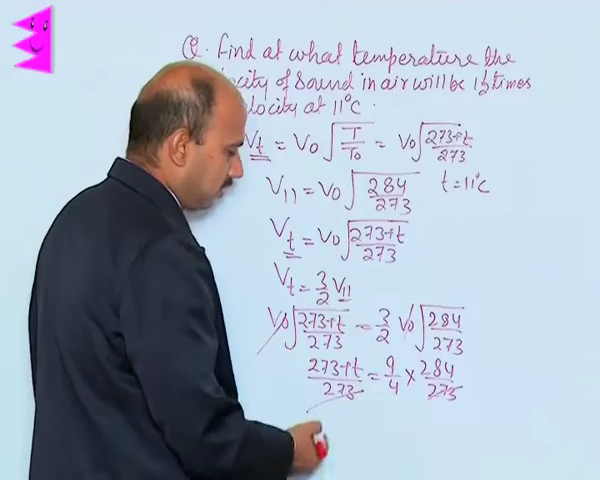 Q. Find at what temperature the
city of Sound in air will be 1½ times
locity at 11°C.
Vt = V0 √(T/T0) = V0 √((273+t)/273)
V11 = V0 √(284/273) t = 11°C
Vt = V0 √((273+t)/273)
Vt = 3/2 V11
V0 √((273+t)/273) = 3/2 V0 √(284/273)
(273+t)/273 = 9/4 × 284/273